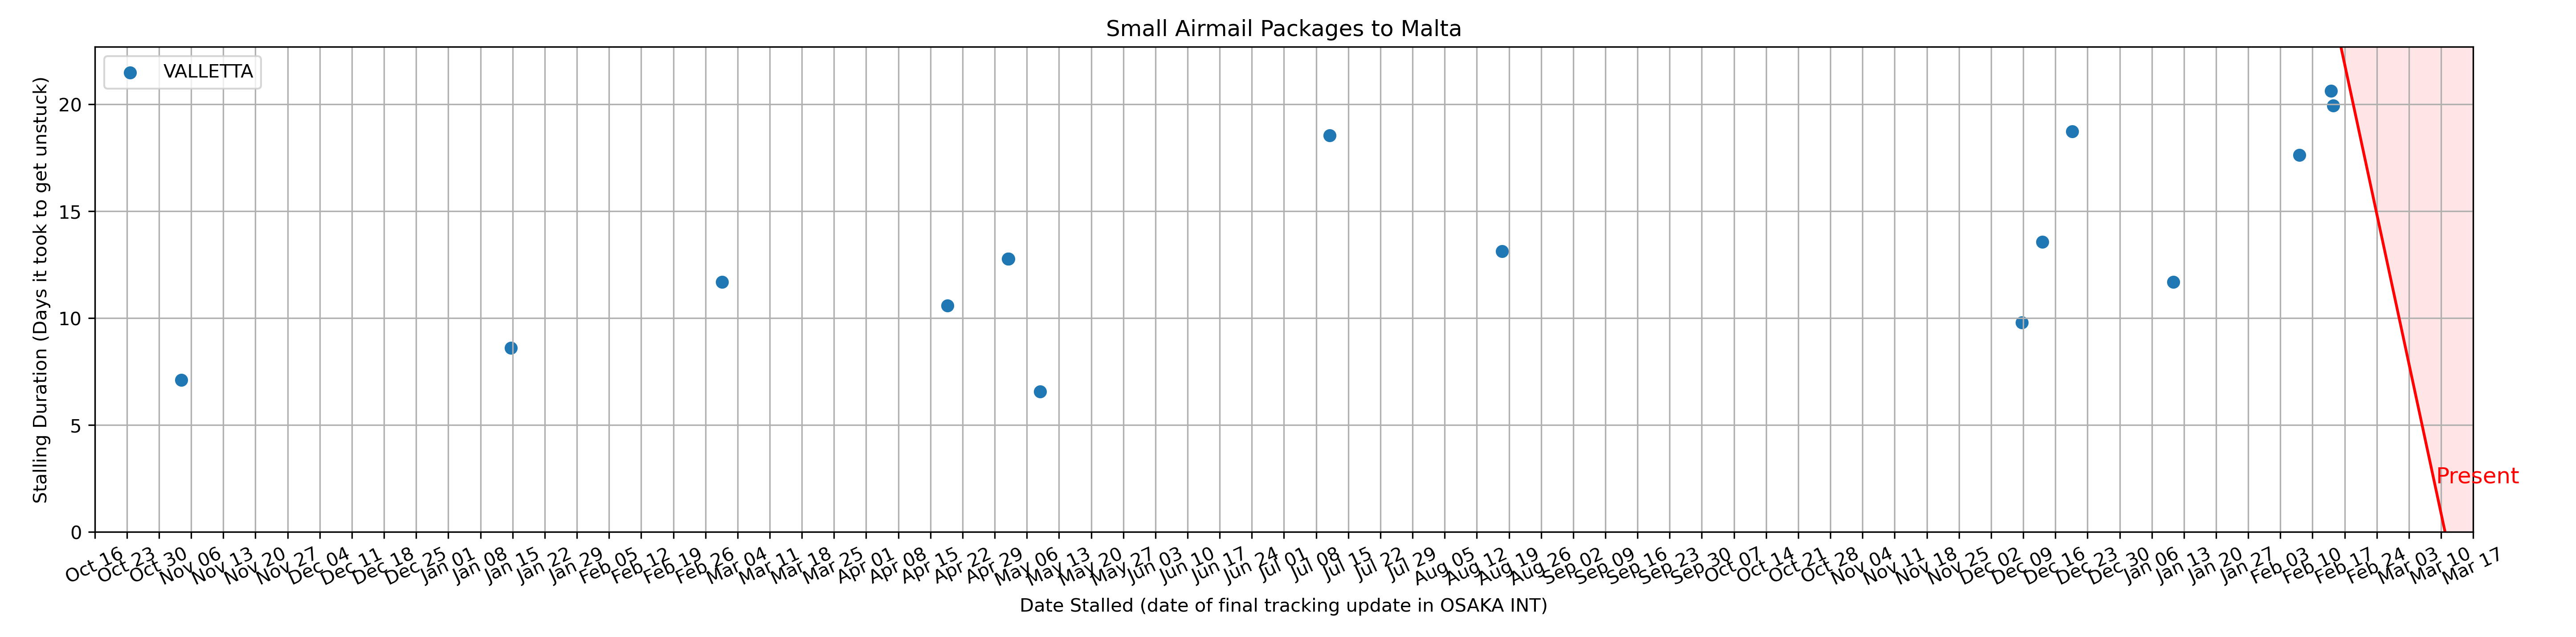 Small Airmail Packages to Malta
VALLETTA
Stalling Duration (Days it took to get unstuck)
20
15
10
5
0
Present
Oct 16 Oct 23 Oct 30 Nov 06 Nov 13 Nov 20 Nov 27 Dec 04 Dec 11 Dec 18 Dec 25 Jan 01 Jan 08 Jan 15 Jan 22 Jan 29 Feb 05 Feb 12 Feb 19 Feb 26 Mar 04 Mar 11 Mar 18 Mar 25 Apr 01 Apr 08 Apr 15 Apr 22 Apr 29 May 06 May 13 May 20 May 27 Jun 03 Jun 10 Jun 17 Jun 24 Jul 01 Jul 08 Jul 15 Jul 22 Jul 29 Aug 05 Aug 12 Aug 19 Aug 26 Sep 02 Sep 09 Sep 16 Sep 23 Sep 30 Oct 07 Oct 14 Oct 21 Oct 28 Nov 04 Nov 11 Nov 18 Nov 25 Dec 02 Dec 09 Dec 16 Dec 23 Dec 30 Jan 06 Jan 13 Jan 20 Jan 27 Feb 03 Feb 10 Feb 17 Feb 24 Mar 03 Mar 10 Mar 17
Date Stalled (date of final tracking update in OSAKA INT)